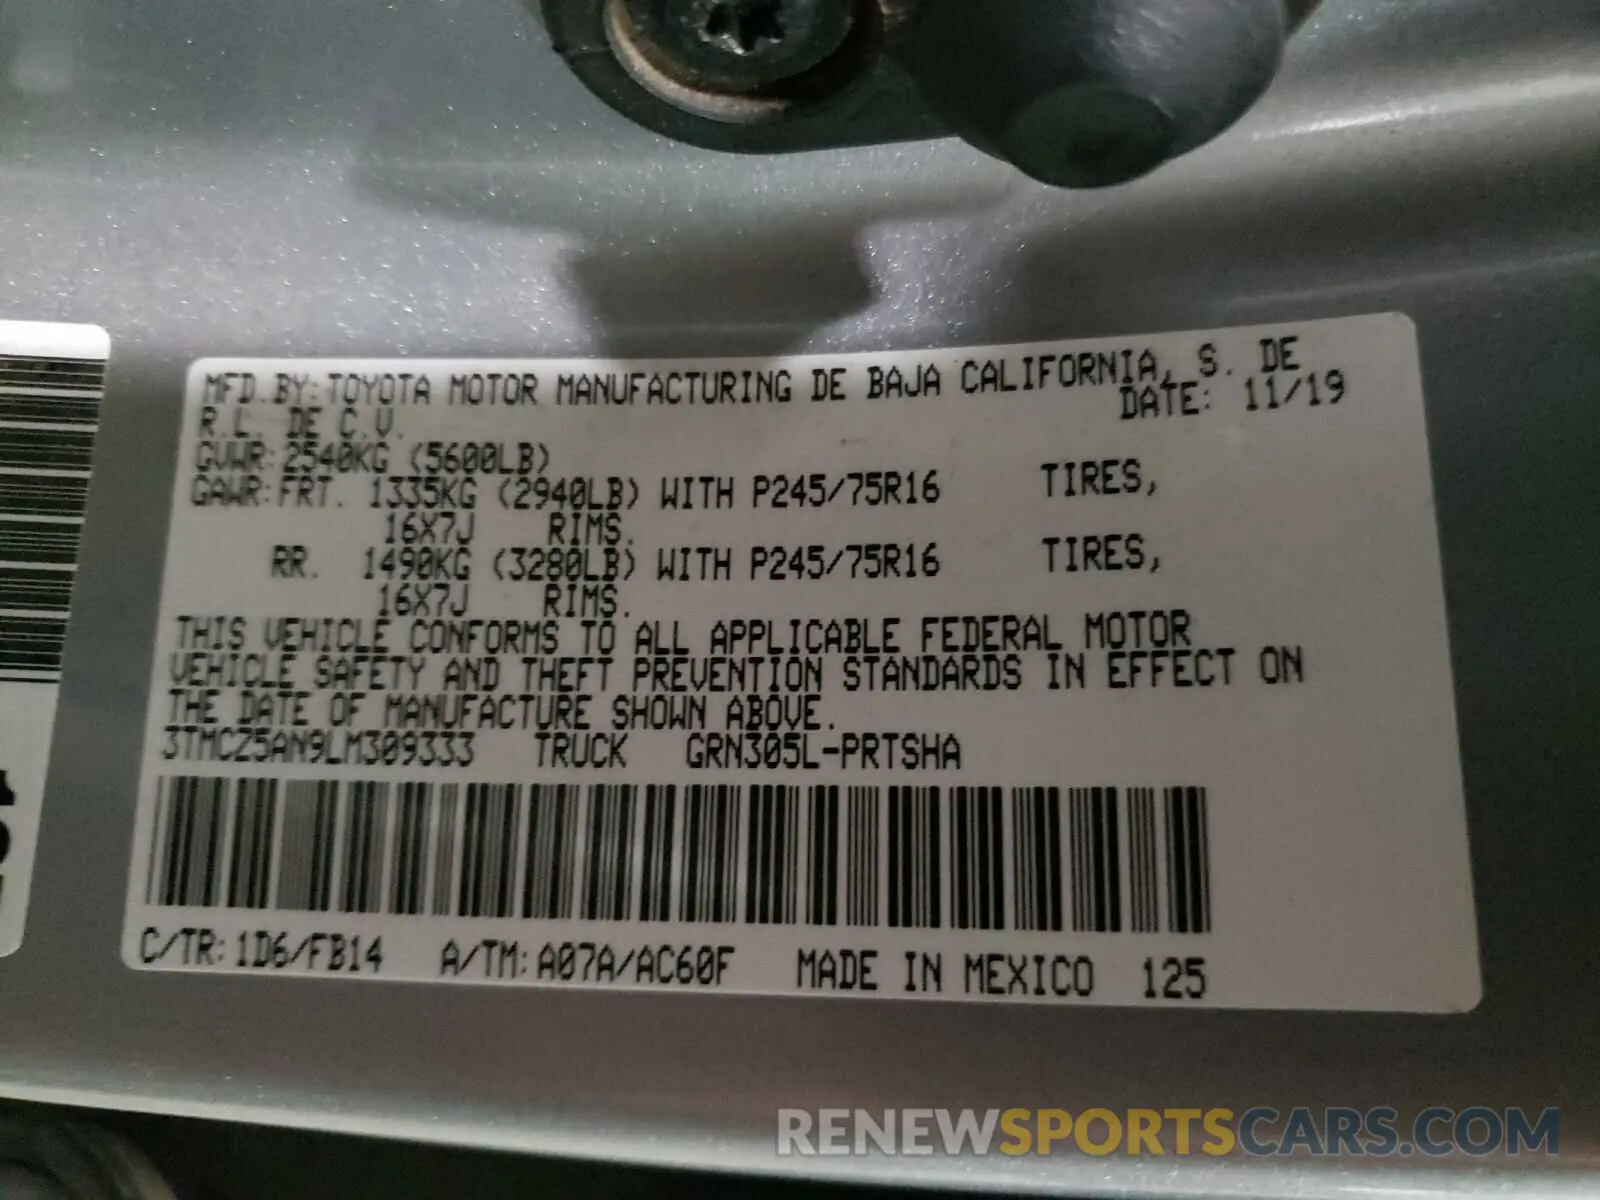 MFD.BY:TOYOTA MOTOR MANUFACTURING DE BAJA CALIFORNIA, S. DE
R.L. DE C.V. DATE: 11/19
GVWR:2540KG (5600LB)
GAWR:FRT. 1335KG (2940LB) WITH P245/75R16 TIRES,
16X7J RIMS.
RR. 1490KG (3280LB) WITH P245/75R16 TIRES,
16X7J RIMS.
THIS VEHICLE CONFORMS TO ALL APPLICABLE FEDERAL MOTOR
VEHICLE SAFETY AND THEFT PREVENTION STANDARDS IN EFFECT ON
THE DATE OF MANUFACTURE SHOWN ABOVE.
3TMCZ5AN9LM309333 TRUCK GRN305L-PRTSHA
C/TR:1D6/FB14 A/TM:A07A/AC60F MADE IN MEXICO 125
RENEWSPORTSCARS.COM